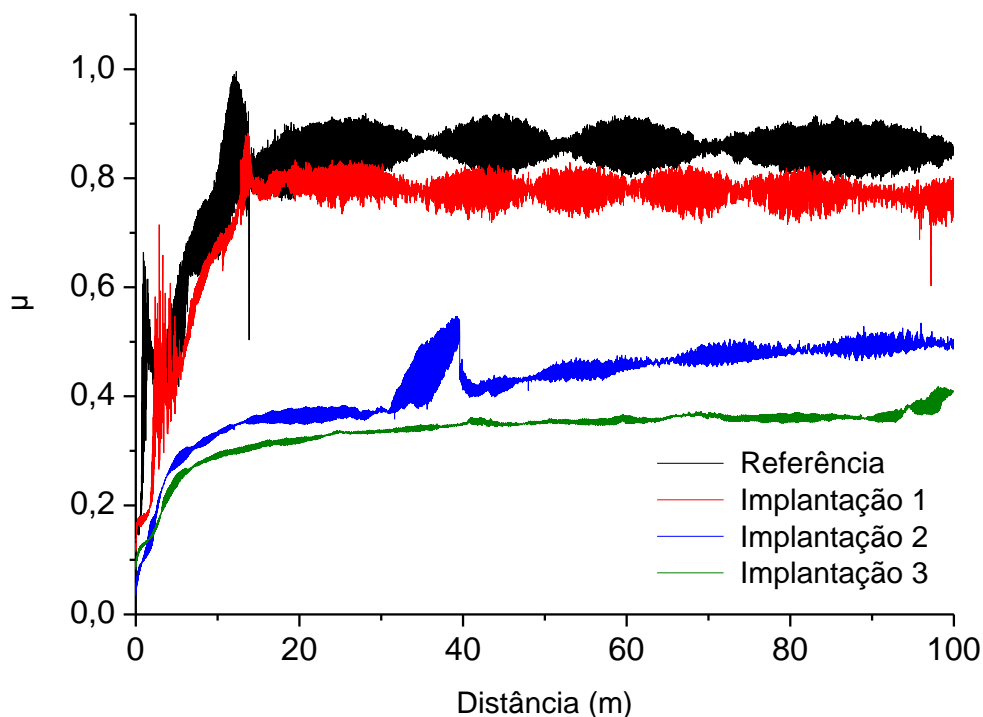 1,0
0,8
0,6
0,4
0,2
0,0
μ
0
20
40
60
80
100
Distância (m)
Referência
Implantação 1
Implantação 2
Implantação 3